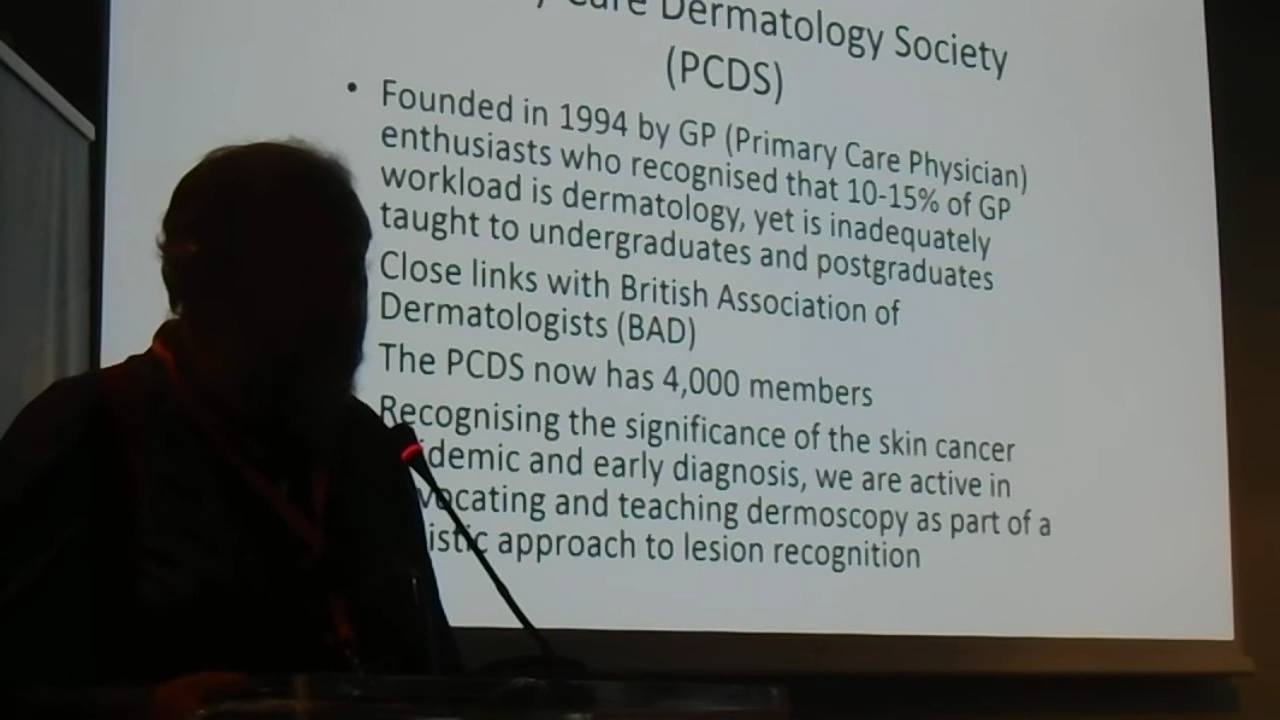 Care Dermatology Society
(PCDS)
• Founded in 1994 by GP (Primary Care Physician)
enthusiasts who recognised that 10-15% of GP
workload is dermatology, yet is inadequately
taught to undergraduates and postgraduates
Close links with British Association of
Dermatologists (BAD)
The PCDS now has 4,000 members
Recognising the significance of the skin cancer
demic and early diagnosis, we are active in
vocating and teaching dermoscopy as part of a
istic approach to lesion recognition